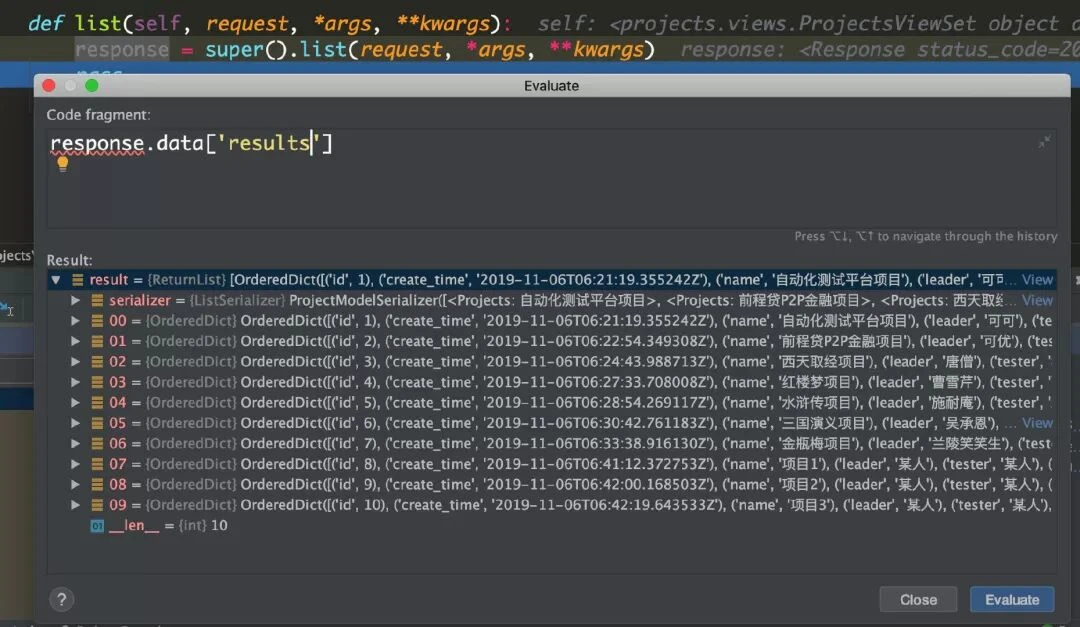 def list(self, request, *args, **kwargs): self: <projects.views.ProjectsViewSet object
response = super().list(request, *args, **kwargs) response: <Response status_code=20
pass
Evaluate
Code fragment:
response.data['results']
Press ⌥↓, ⌥↑ to navigate through the history
Result:
result = {ReturnList} [OrderedDict([('id', 1), ('create_time', '2019-11-06T06:21:19.355242Z'), ('name', '自动化测试平台项目'), ('leader', '可可 ... View
serializer = {ListSerializer} ProjectModelSerializer([<Projects: 自动化测试平台项目>, <Projects: 前程贷P2P金融项目>, <Projects: 西天取经 ... View
00 = {OrderedDict} OrderedDict([('id', 1), ('create_time', '2019-11-06T06:21:19.355242Z'), ('name', '自动化测试平台项目'), ('leader', '可可'), ('te
01 = {OrderedDict} OrderedDict([('id', 2), ('create_time', '2019-11-06T06:22:54.349308Z'), ('name', '前程贷P2P金融项目'), ('leader', '可优'), ('te
02 = {OrderedDict} OrderedDict([('id', 3), ('create_time', '2019-11-06T06:24:43.988713Z'), ('name', '西天取经项目'), ('leader', '唐僧'), ('tester', '
03 = {OrderedDict} OrderedDict([('id', 4), ('create_time', '2019-11-06T06:27:33.708008Z'), ('name', '红楼梦项目'), ('leader', '曹雪芹'), ('tester', '
04 = {OrderedDict} OrderedDict([('id', 5), ('create_time', '2019-11-06T06:28:54.269117Z'), ('name', '水浒传项目'), ('leader', '施耐庵'), ('tester', '
05 = {OrderedDict} OrderedDict([('id', 6), ('create_time', '2019-11-06T06:30:42.761183Z'), ('name', '三国演义项目'), ('leader', '吴承恩'), ... View
06 = {OrderedDict} OrderedDict([('id', 7), ('create_time', '2019-11-06T06:33:38.916130Z'), ('name', '金瓶梅项目'), ('leader', '兰陵笑笑生'), ('test
07 = {OrderedDict} OrderedDict([('id', 8), ('create_time', '2019-11-06T06:41:12.372753Z'), ('name', '项目1'), ('leader', '某人'), ('tester', '某人'), (
08 = {OrderedDict} OrderedDict([('id', 9), ('create_time', '2019-11-06T06:42:00.168503Z'), ('name', '项目2'), ('leader', '某人'), ('tester', '某人'), (
09 = {OrderedDict} OrderedDict([('id', 10), ('create_time', '2019-11-06T06:42:19.643533Z'), ('name', '项目3'), ('leader', '某人'), ('tester', '某人'),
01 __len__ = {int} 10
? Close Evaluate